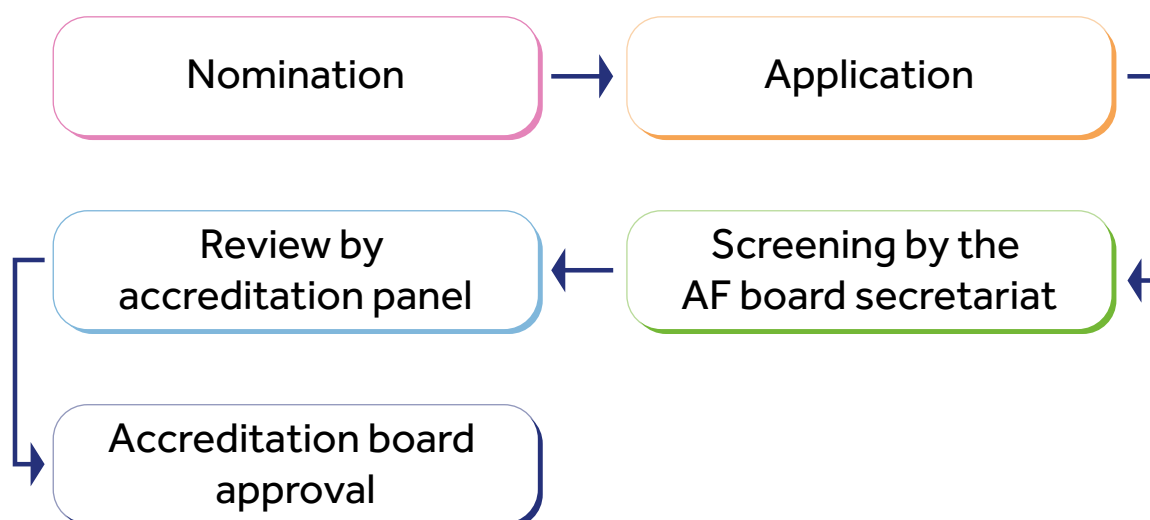 Nomination
Application
Screening by the
AF board secretariat
Review by
accreditation panel
Accreditation board
approval